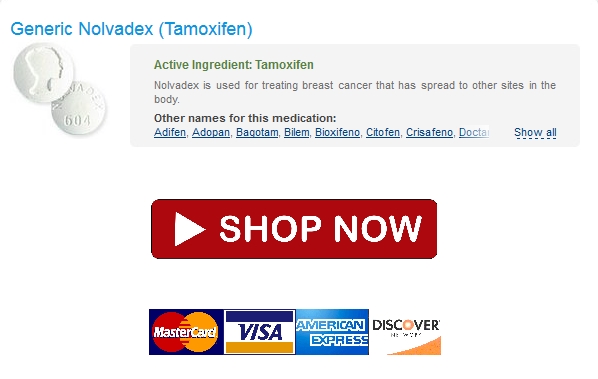 Generic Nolvadex (Tamoxifen)
NOLVADEX
604
Active Ingredient: Tamoxifen
Nolvadex is used for treating breast cancer that has spread to other sites in the
body.
Other names for this medication:
Adifen, Adopan, Bagotam, Bilem, Bioxifeno, Citofen, Crisafeno, Doctar Show all
SHOP NOW
MasterCard VISA AMERICAN EXPRESS DISCOVER NETWORK